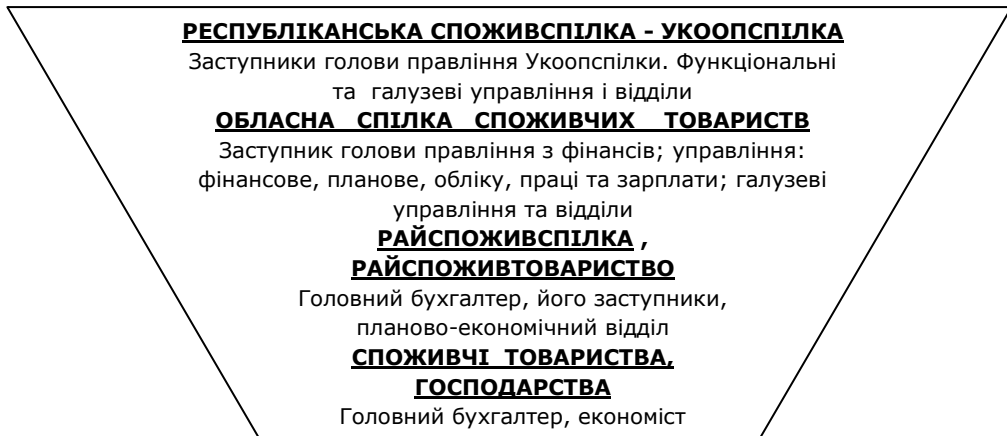 РЕСПУБЛІКАНСЬКА СПОЖИВСПІЛКА - УКООПСПІЛКА
Заступники голови правління Укоопспілки. Функціональні
та галузеві управління і відділи
ОБЛАСНА СПІЛКА СПОЖИВЧИХ ТОВАРИСТВ
Заступник голови правління з фінансів; управління:
фінансове, планове, обліку, праці та зарплати; галузеві
управління та відділи
РАЙСПОЖИВСПІЛКА ,
РАЙСПОЖИВТОВАРИСТВО
Головний бухгалтер, його заступники,
планово-економічний відділ
СПОЖИВЧІ ТОВАРИСТВА,
ГОСПОДАРСТВА
Головний бухгалтер, економіст